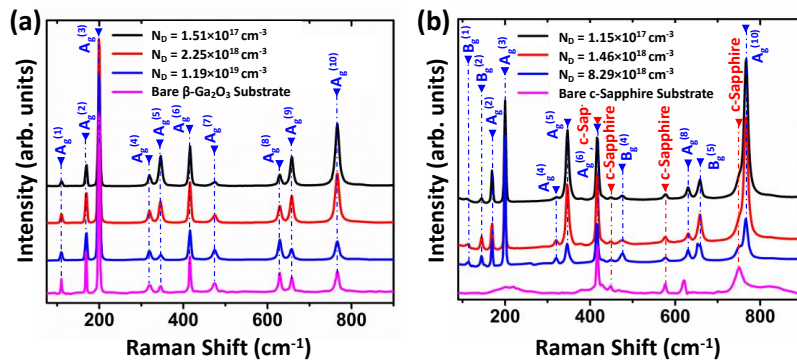 (a)
N_D = 1.51×10^17 cm^-3
N_D = 2.25×10^18 cm^-3
N_D = 1.19×10^19 cm^-3
Bare β-Ga2O3 Substrate
A_g^(1)
A_g^(2)
A_g^(3)
A_g^(4)
A_g^(5)
A_g^(6)
A_g^(7)
A_g^(8)
A_g^(9)
A_g^(10)
Intensity (arb. units)
200 400 600 800
Raman Shift (cm^-1)
(b)
N_D = 1.15×10^17 cm^-3
N_D = 1.46×10^18 cm^-3
N_D = 8.29×10^18 cm^-3
Bare c-Sapphire Substrate
B_g^(1)
B_g^(2)
A_g^(2)
A_g^(3)
A_g^(4)
A_g^(5)
A_g^(6), c-Sap.
c-Sapphire
B_g^(4)
c-Sapphire
A_g^(8)
B_g^(5)
c-Sapphire
A_g^(10)
Intensity (arb. units)
200 400 600 800
Raman Shift (cm^-1)